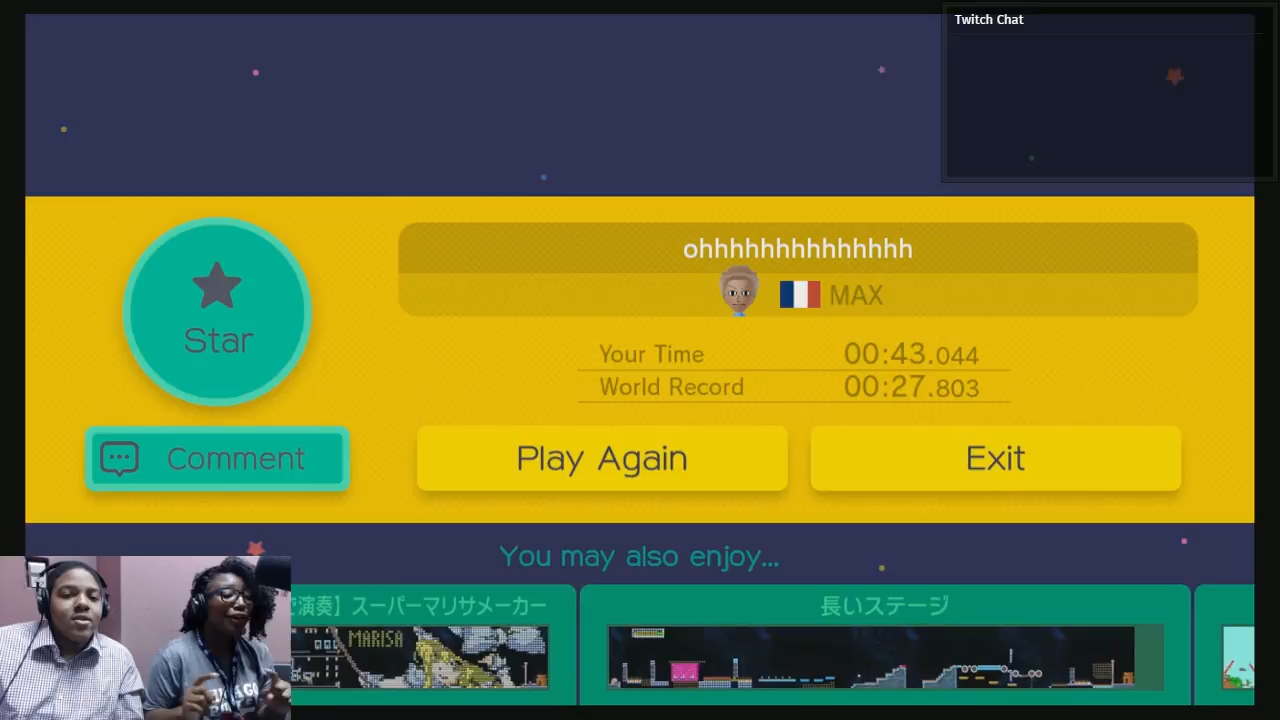 Twitch Chat
ohhhhhhhhhhhhhhh
MAX
Star
Your Time 00:43.044
World Record 00:27.803
Comment
Play Again
Exit
You may also enjoy...
演奏】スーパーマリサメーカー
長いステージ
MARISA